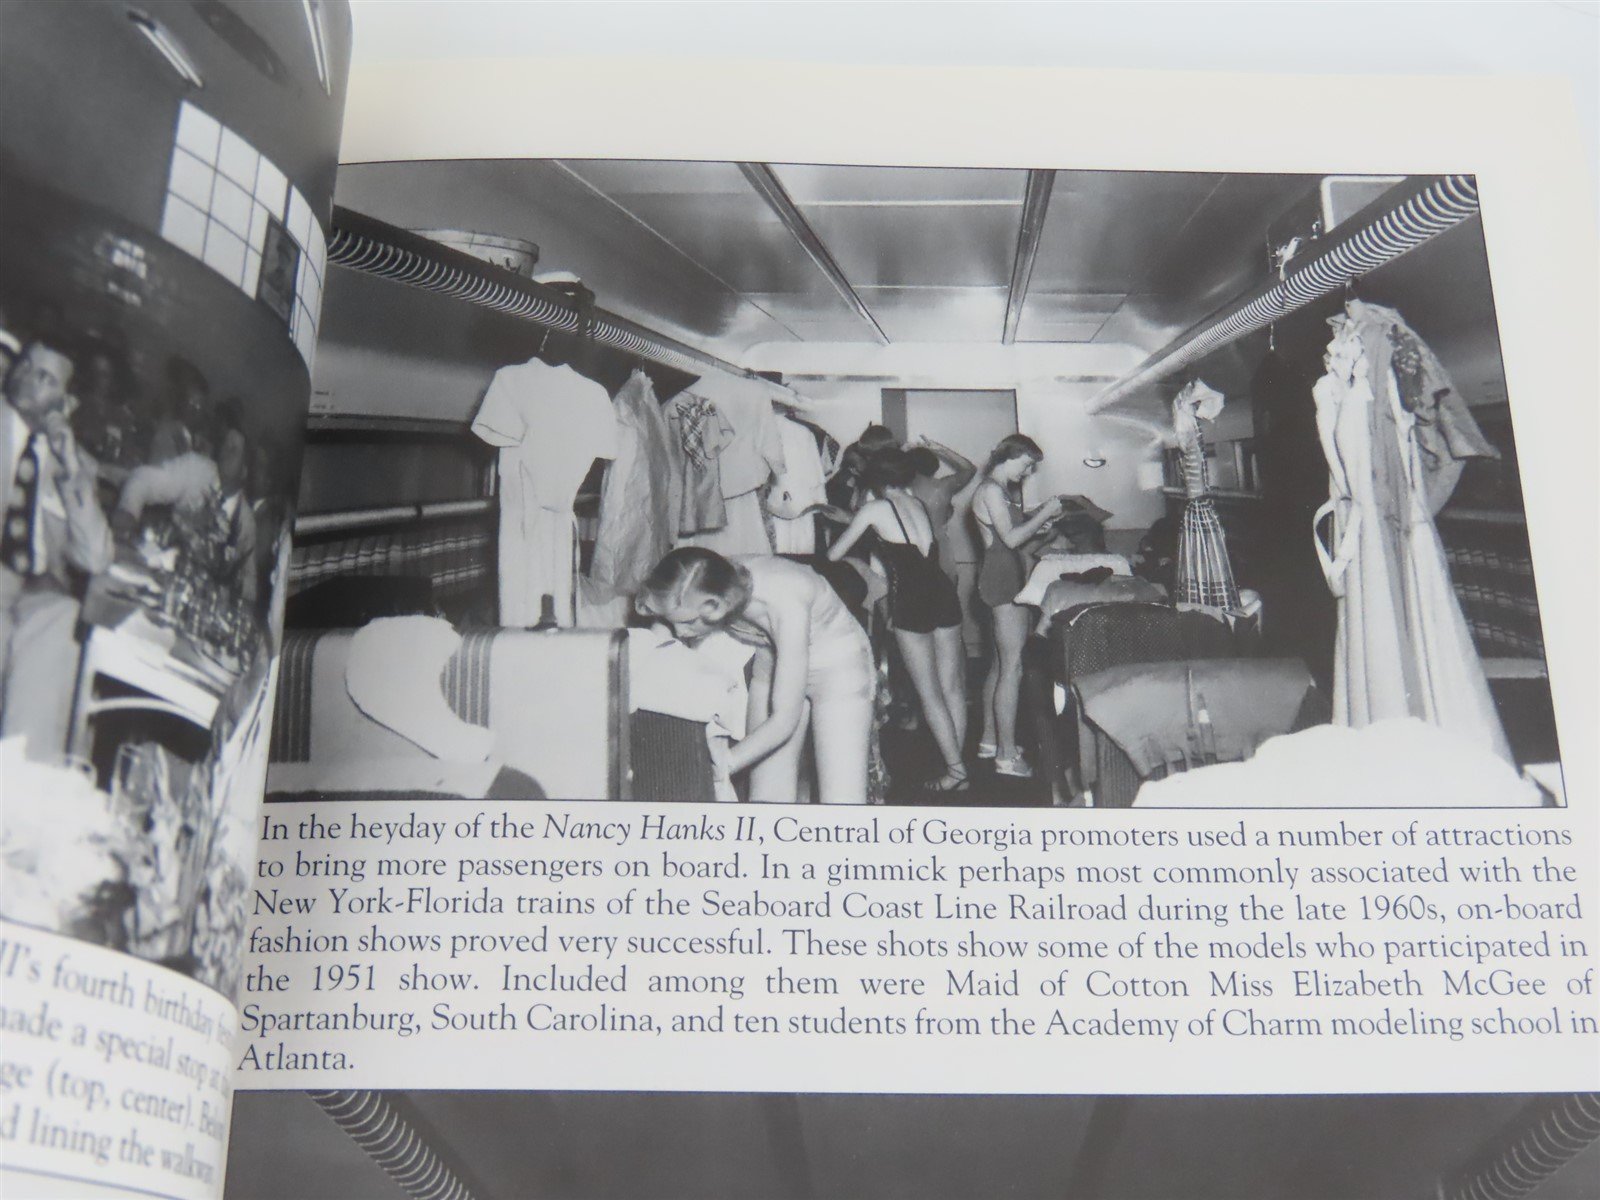 II's fourth birthday
made a special stop at
(top, center).
lining the
In the heyday of the Nancy Hanks II, Central of Georgia promoters used a number of attractions
to bring more passengers on board. In a gimmick perhaps most commonly associated with the
New York-Florida trains of the Seaboard Coast Line Railroad during the late 1960s, on-board
fashion shows proved very successful. These shots show some of the models who participated in
the 1951 show. Included among them were Maid of Cotton Miss Elizabeth McGee of
Spartanburg, South Carolina, and ten students from the Academy of Charm modeling school in
Atlanta.